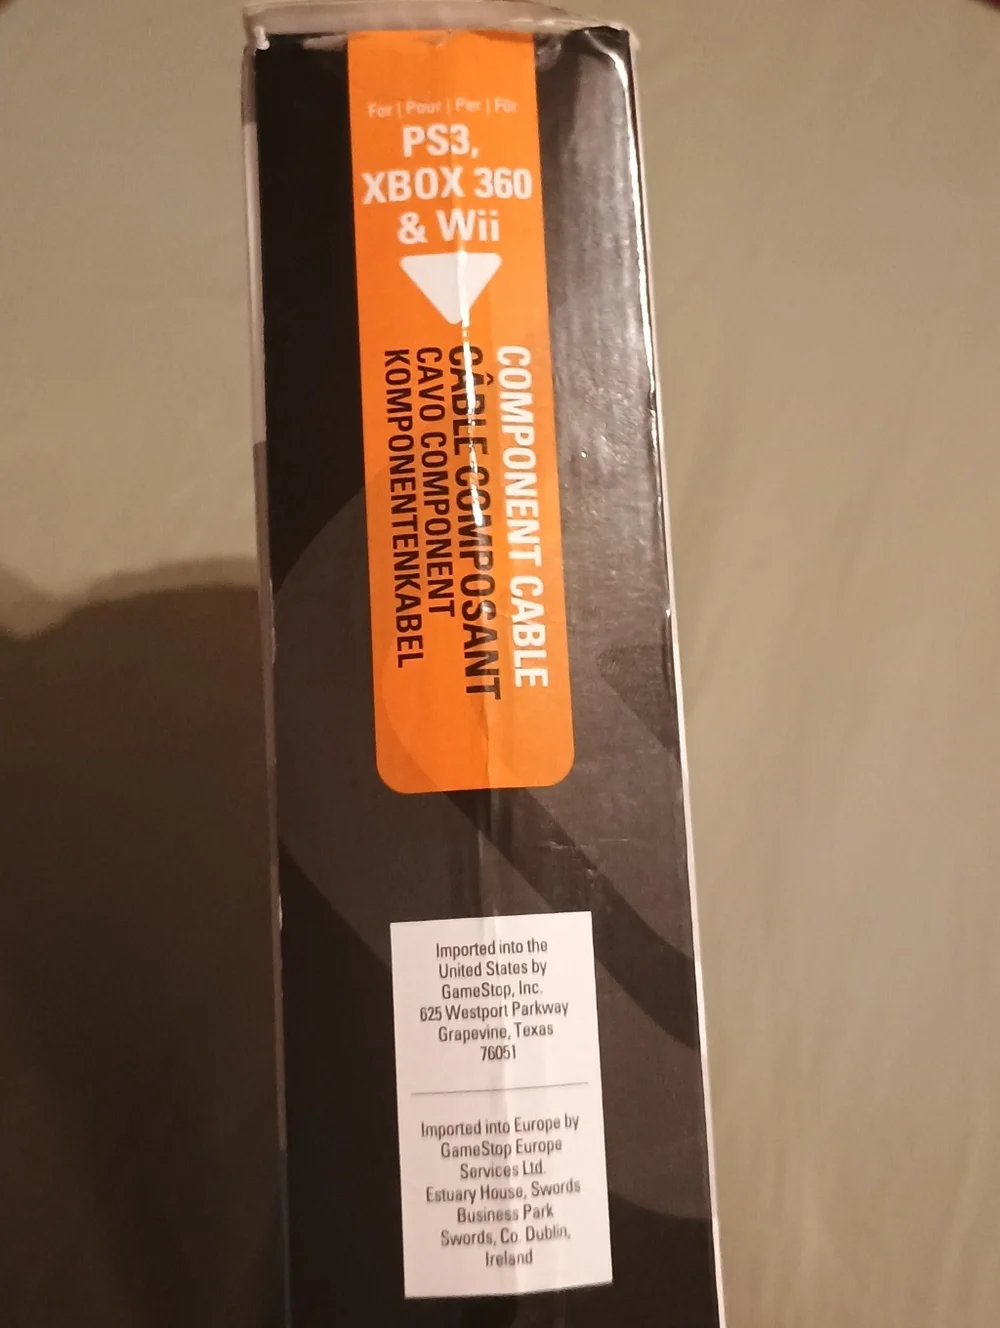 For | Pour | Per | Für
PS3,
XBOX 360
& Wii
COMPONENT CABLE
CÂBLE COMPOSANT
CAVO COMPONENT
KOMPONENTENKABEL
Imported into the
United States by
GameStop, Inc.
625 Westport Parkway
Grapevine, Texas
76051
Imported into Europe by
GameStop Europe
Services Ltd.
Estuary House, Swords
Business Park
Swords, Co. Dublin,
Ireland